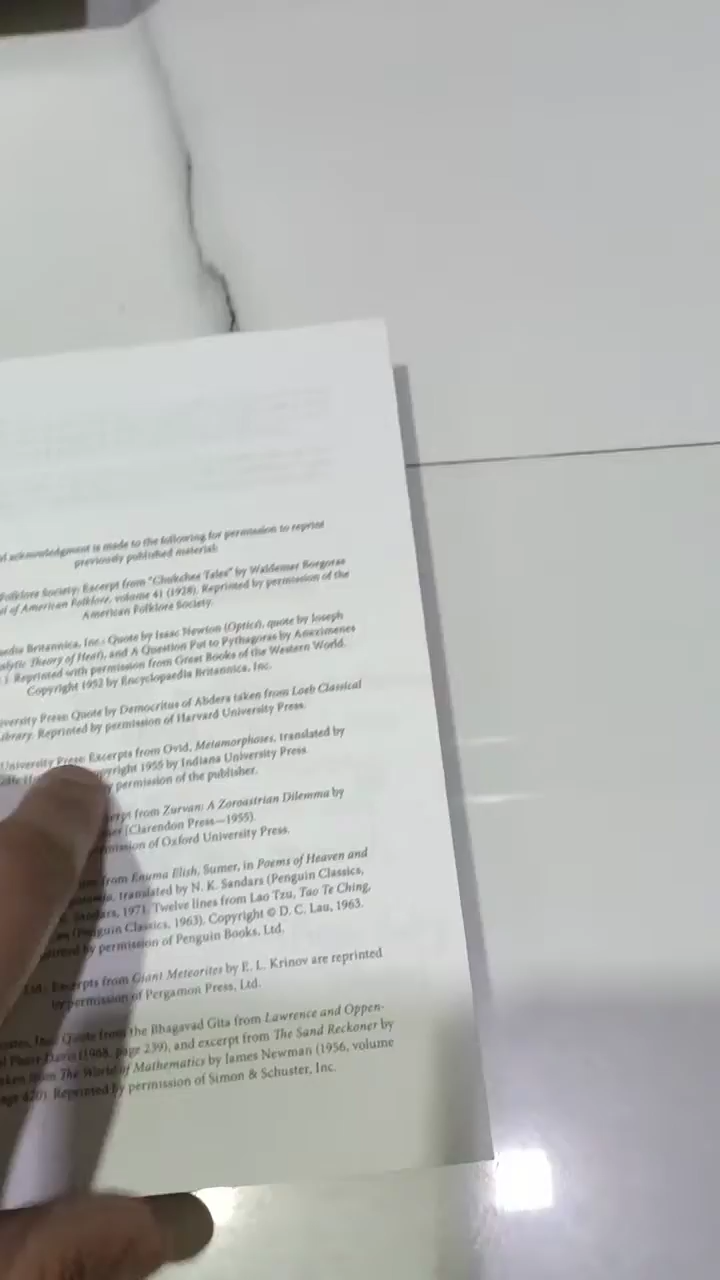 acknowledgment is made to the following for permission to reprint
previously published material:
Folklore Society: Excerpt from "Chukchee Tales" by Waldemar Borgoras
of American Folklore, volume 41 (1928). Reprinted by permission of the
American Folklore Society.
Britannica, Inc.: Quote by Isaac Newton (Optics), quote by Joseph
Theory of Heat), and A Question Put to Pythagoras by Anaximenes
Reprinted with permission from Great Books of the Western World.
Copyright 1952 by Encyclopaedia Britannica, Inc.
Press: Quote by Democritus of Abdera taken from Loeb Classical
Library. Reprinted by permission of Harvard University Press.
University Press: Excerpts from Ovid, Metamorphoses, translated by
1955 by Indiana University Press.
permission of the publisher.
from Zurvan: A Zoroastrian Dilemma by
(Clarendon Press—1955).
of Oxford University Press.
from Enuma Elish, Sumer, in Poems of Heaven and
translated by N. K. Sandars (Penguin Classics,
Sandars, 1971. Twelve lines from Lao Tzu, Tao Te Ching,
(Penguin Classics, 1963). Copyright © D. C. Lau, 1963.
by permission of Penguin Books, Ltd.
Ltd.: Excerpts from Giant Meteorites by E. L. Krinov are reprinted
by permission of Pergamon Press, Ltd.
Quote from the Bhagavad Gita from Lawrence and Oppen-
Davis (1968, page 239), and excerpt from The Sand Reckoner by
from The World of Mathematics by James Newman (1956, volume
420). Reprinted by permission of Simon & Schuster, Inc.